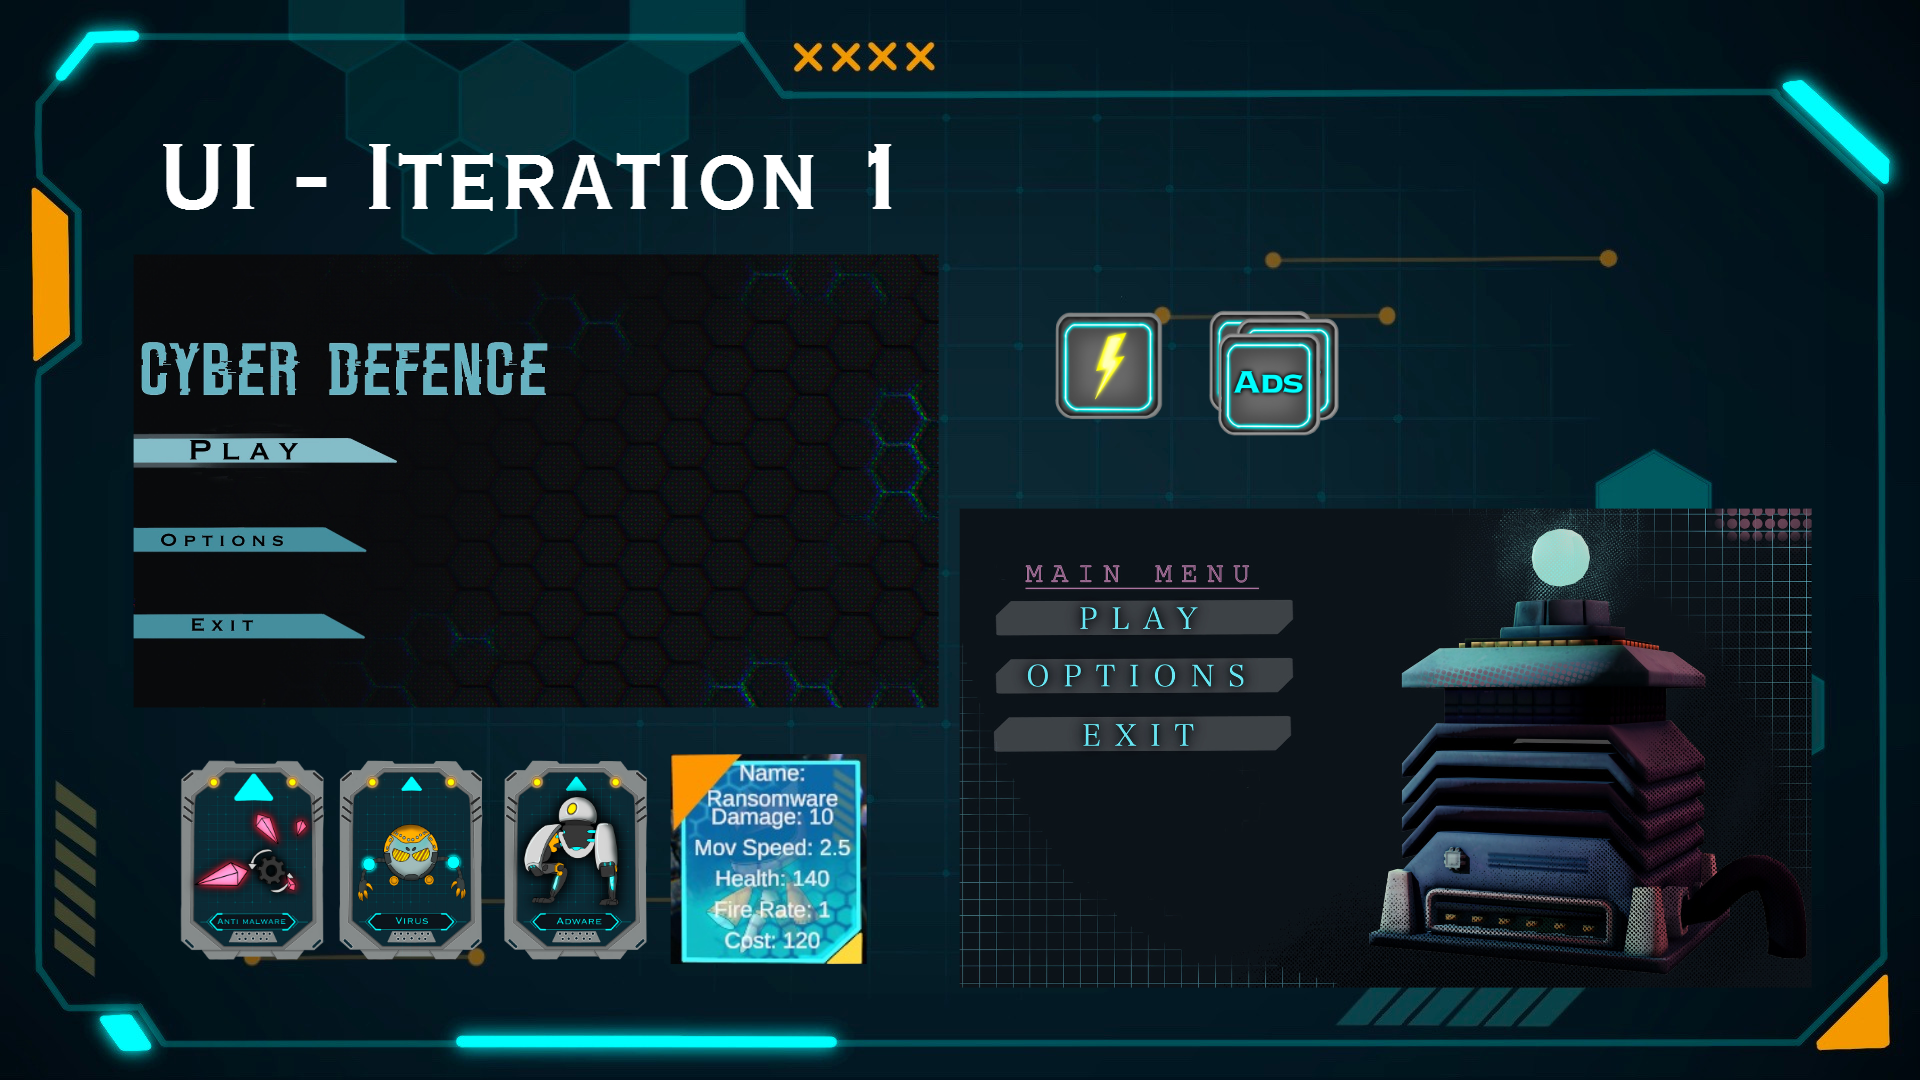 UI - Iteration 1
CYBER DEFENCE
Play
Options
Exit
Ads
MAIN MENU
PLAY
OPTIONS
EXIT
Anti malware
Virus
Adware
Name:
Ransomware
Damage: 10
Mov Speed: 2.5
Health: 140
Fire Rate: 1
Cost: 120